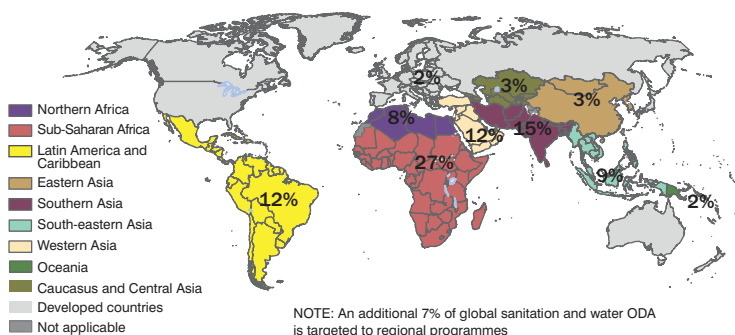 2%
3%
3%
8%
12%
15%
27%
9%
2%
12%
Northern Africa
Sub-Saharan Africa
Latin America and
Caribbean
Eastern Asia
Southern Asia
South-eastern Asia
Western Asia
Oceania
Caucasus and Central Asia
Developed countries
Not applicable
NOTE: An additional 7% of global sanitation and water ODA
is targeted to regional programmes